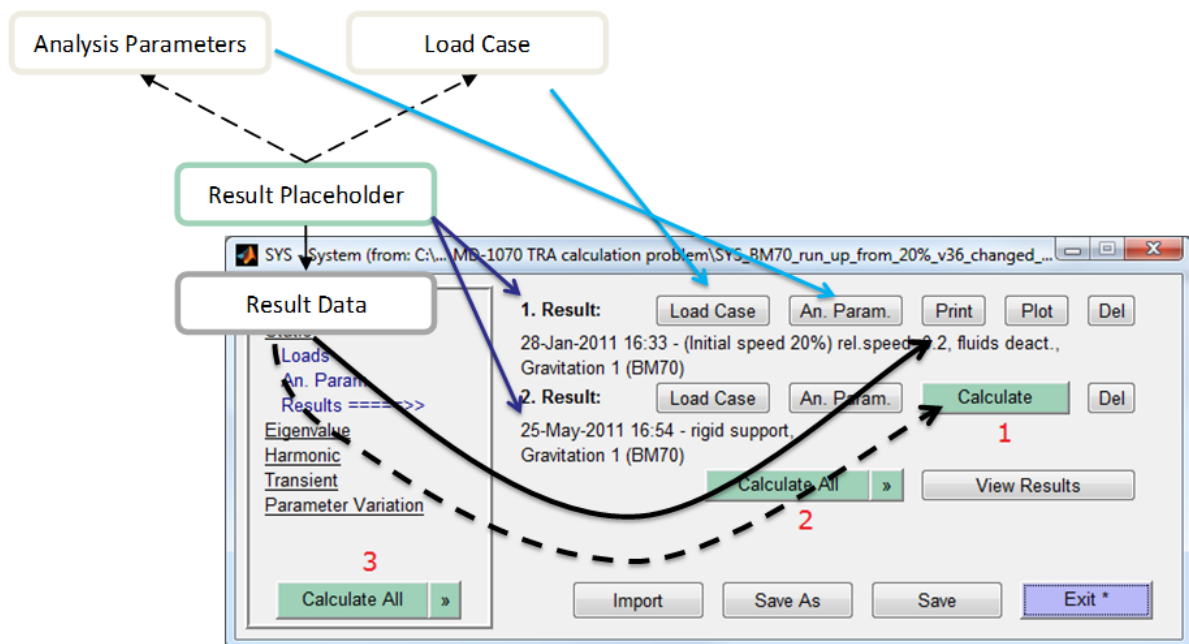 Analysis Parameters
Load Case
Result Placeholder
SYS - System (from: C:\... MD-1070 TRA calculation problem\SYS_BM70_run_up_from_20%_v36_changed_...
Result Data
Static
Loads
An. Param.
Results =====>>
Eigenvalue
Harmonic
Transient
Parameter Variation
3
Calculate All »
1. Result: Load Case An. Param. Print Plot Del
28-Jan-2011 16:33 - (Initial speed 20%) rel.speed 0.2, fluids deact.,
Gravitation 1 (BM70)
2. Result: Load Case An. Param. Calculate Del
25-May-2011 16:54 - rigid support,
1
Gravitation 1 (BM70)
Calculate All » View Results
2
Import Save As Save Exit *